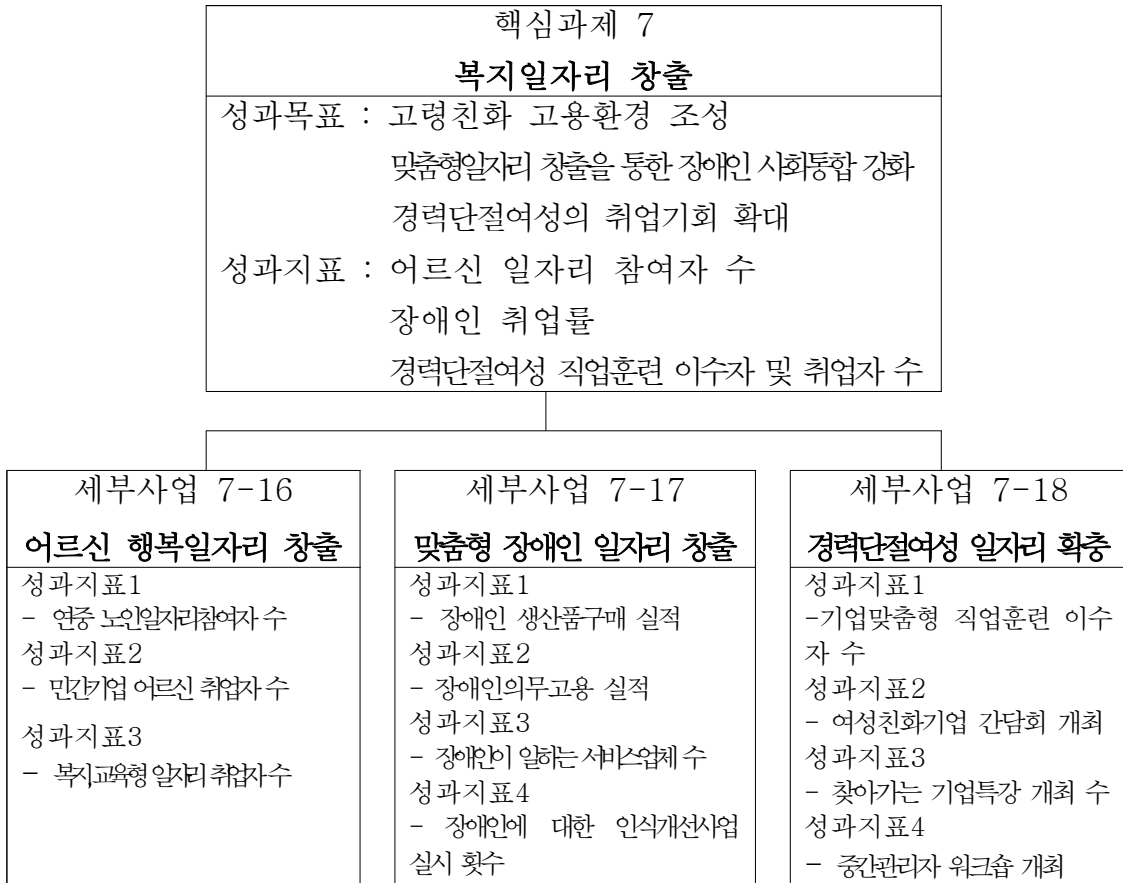 핵심과제 7
복지일자리 창출
성과목표 : 고령친화 고용환경 조성
맞춤형일자리 창출을 통한 장애인 사회통합 강화
경력단절여성의 취업기회 확대
성과지표 : 어르신 일자리 참여자 수
장애인 취업률
경력단절여성 직업훈련 이수자 및 취업자 수
세부사업 7-16
어르신 행복일자리 창출
성과지표1
- 연중 노인일자리참여자 수
성과지표2
- 민간기업 어르신 취업자 수
성과지표3
- 복지,교육형 일자리 취업자 수
세부사업 7-17
맞춤형 장애인 일자리 창출
성과지표1
- 장애인 생산품구매 실적
성과지표2
- 장애인의무고용 실적
성과지표3
- 장애인이 일하는 서비스업체 수
성과지표4
- 장애인에 대한 인식개선사업
실시 횟수
세부사업 7-18
경력단절여성 일자리 확충
성과지표1
-기업맞춤형 직업훈련 이수
자 수
성과지표2
- 여성친화기업 간담회 개최
성과지표3
- 찾아가는 기업특강 개최 수
성과지표4
- 중간관리자 워크숍 개최